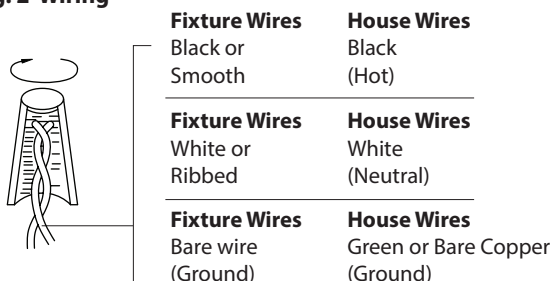 Wiring
Fixture Wires House Wires
Black or Black
Smooth (Hot)
Fixture Wires House Wires
White or White
Ribbed (Neutral)
Fixture Wires House Wires
Bare wire Green or Bare Copper
(Ground) (Ground)